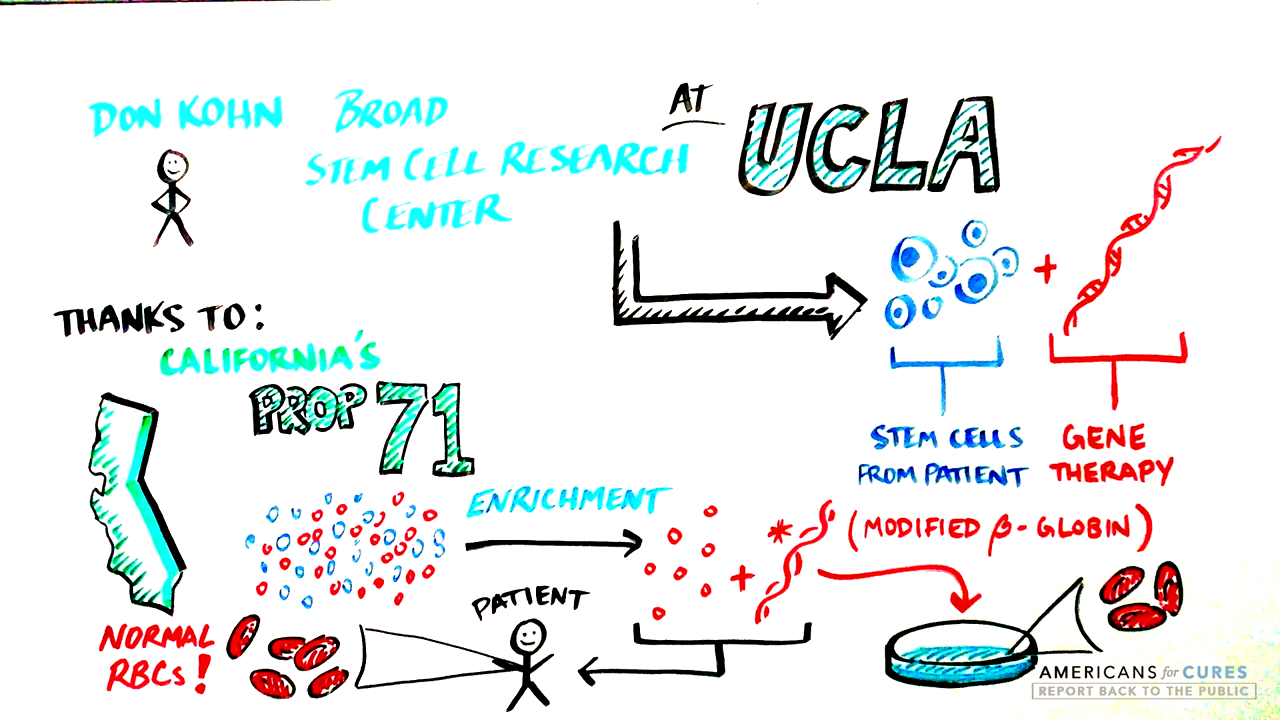 DON KOHN
BROAD
STEM CELL RESEARCH
CENTER
AT
UCLA
THANKS TO:
CALIFORNIA'S
PROP 71
STEM CELLS
FROM PATIENT
+
GENE
THERAPY
ENRICHMENT
+
* (MODIFIED β-GLOBIN)
PATIENT
NORMAL
RBCs!
AMERICANS for CURES
REPORT BACK TO THE PUBLIC